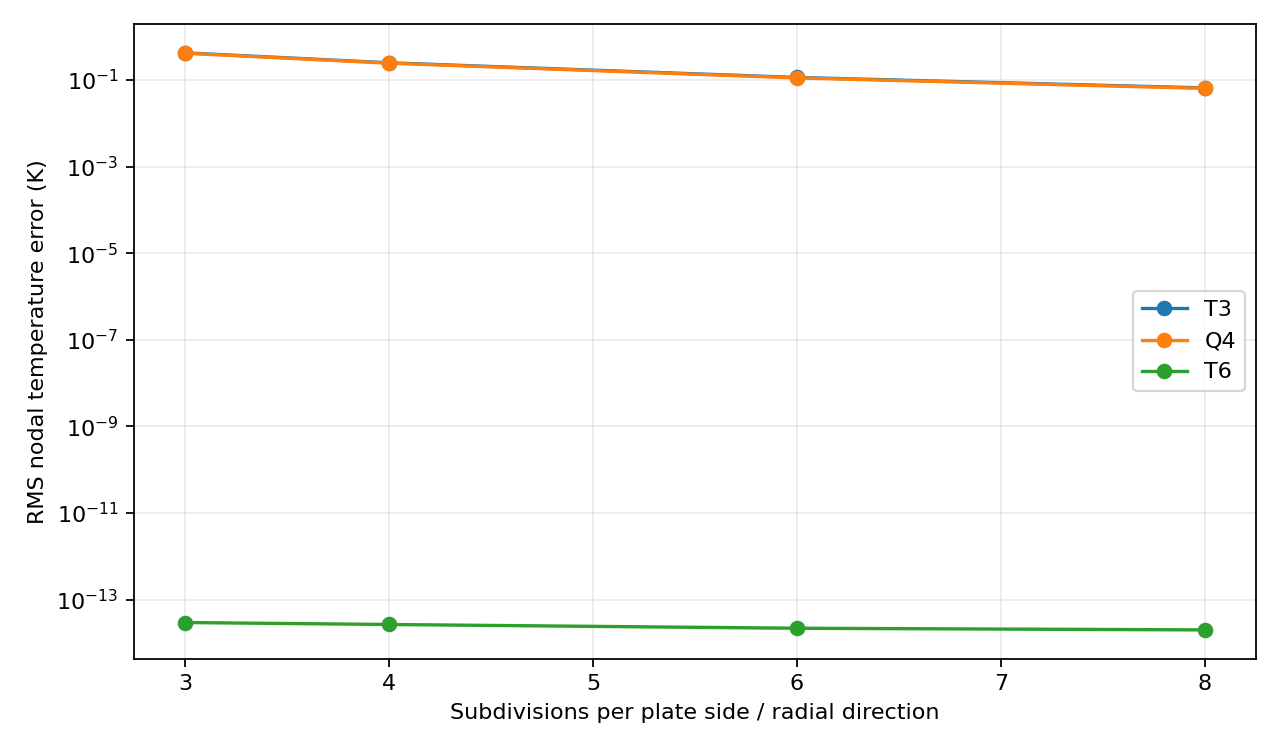 RMS nodal temperature error (K)
10⁻¹
10⁻³
10⁻⁵
10⁻⁷
10⁻⁹
10⁻¹¹
10⁻¹³
T3
Q4
T6
3 4 5 6 7 8
Subdivisions per plate side / radial direction